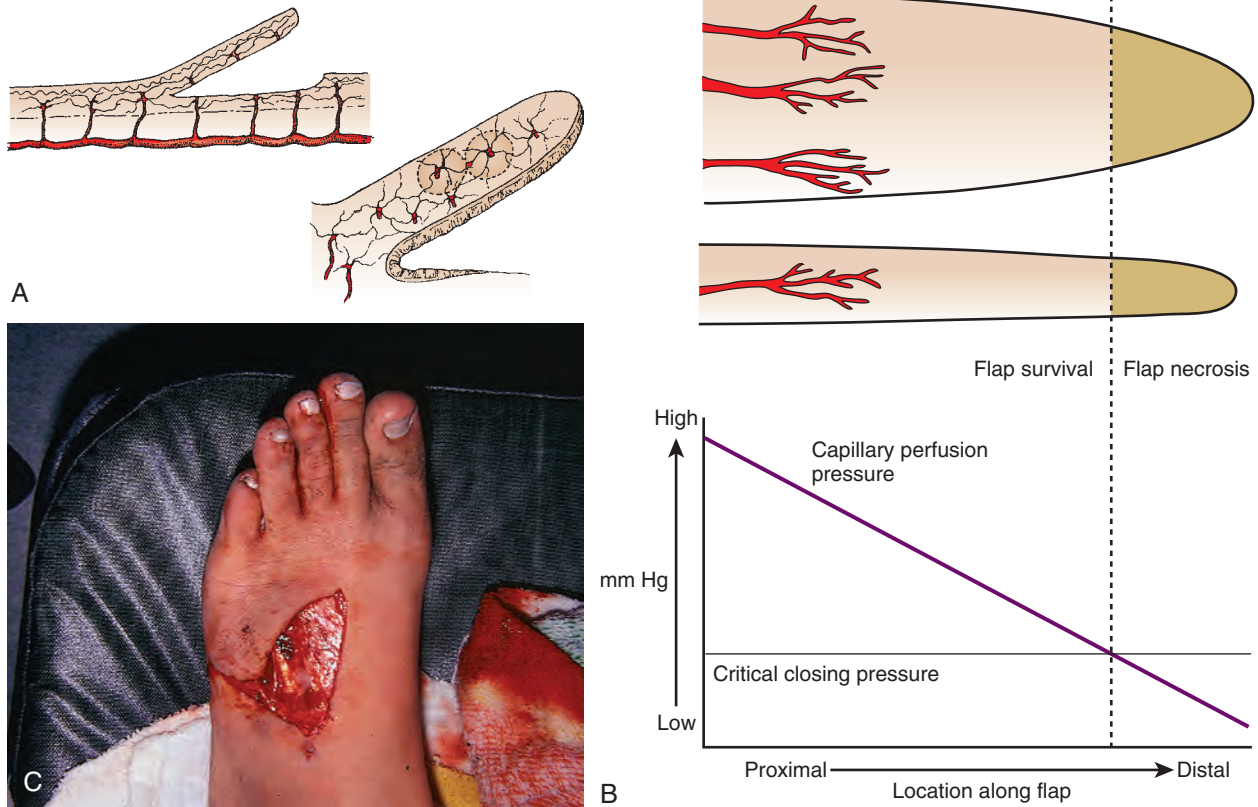 A
C
Flap survival
Flap necrosis
High
Capillary perfusion
pressure
mm Hg
Critical closing pressure
Low
Proximal
Distal
Location along flap
B